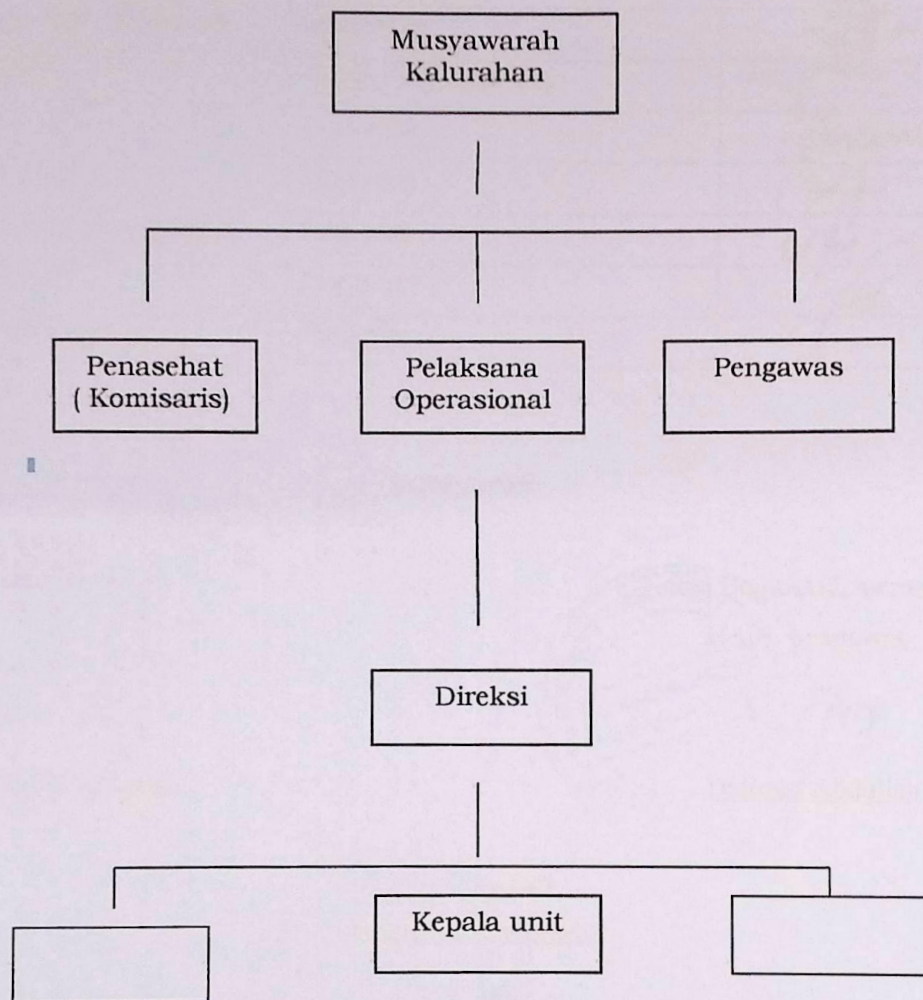 Musyawarah
Kalurahan
Penasehat
( Komisaris)
Pelaksana
Operasional
Pengawas
Direksi
Kepala unit